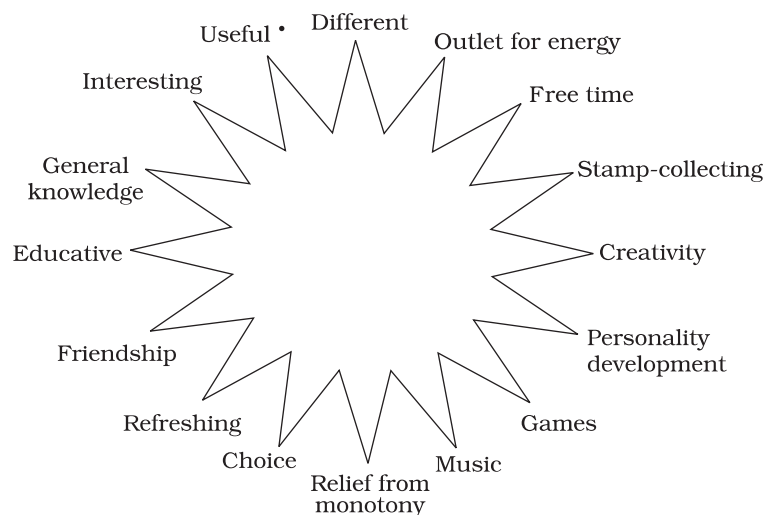 Different
Useful •
Outlet for energy
Interesting
Free time
General
knowledge
Stamp-collecting
Educative
Creativity
Friendship
Personality
development
Refreshing
Games
Choice
Music
Relief from
monotony